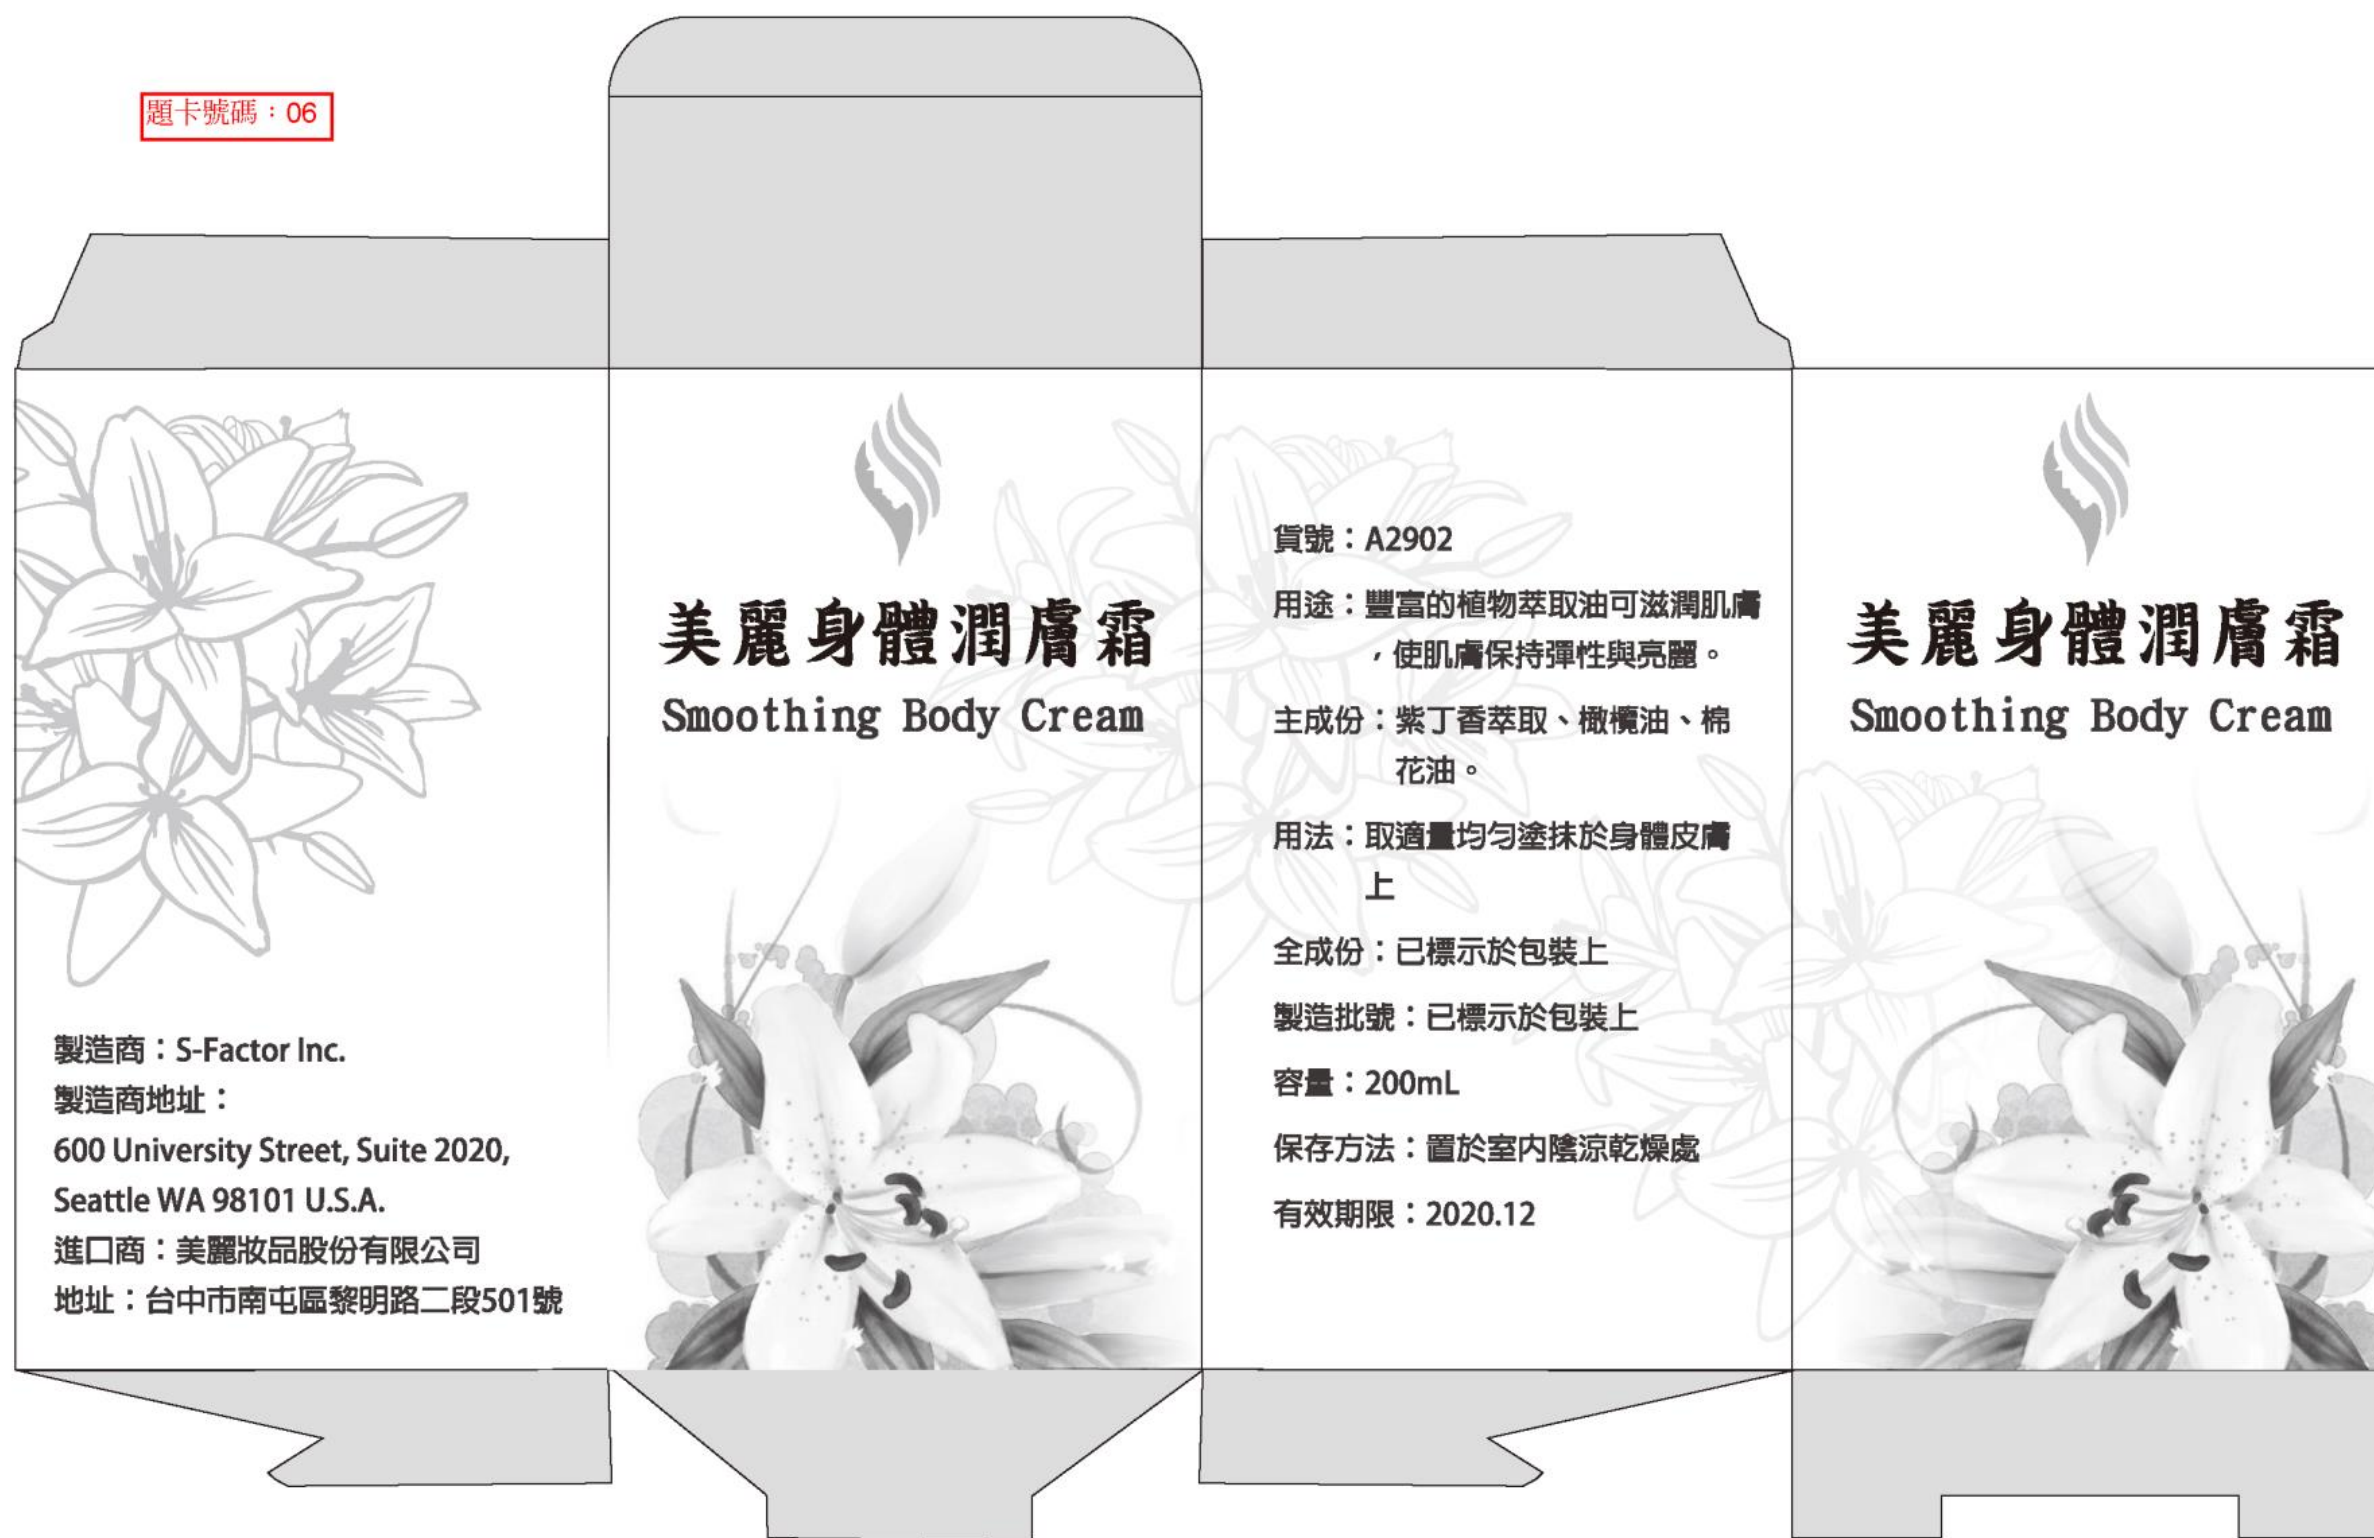 題卡號碼：06
製造商：S-Factor Inc.
製造商地址：
600 University Street, Suite 2020,
Seattle WA 98101 U.S.A.
進口商：美麗妝品股份有限公司
地址：台中市南屯區黎明路二段501號
美麗身體潤膚霜
Smoothing Body Cream
貨號：A2902
用途：豐富的植物萃取油可滋潤肌膚
，使肌膚保持彈性與亮麗。
主成份：紫丁香萃取、橄欖油、棉
花油。
用法：取適量均勻塗抹於身體皮膚
上
全成份：已標示於包裝上
製造批號：已標示於包裝上
容量：200mL
保存方法：置於室內陰涼乾燥處
有效期限：2020.12
美麗身體潤膚霜
Smoothing Body Cream